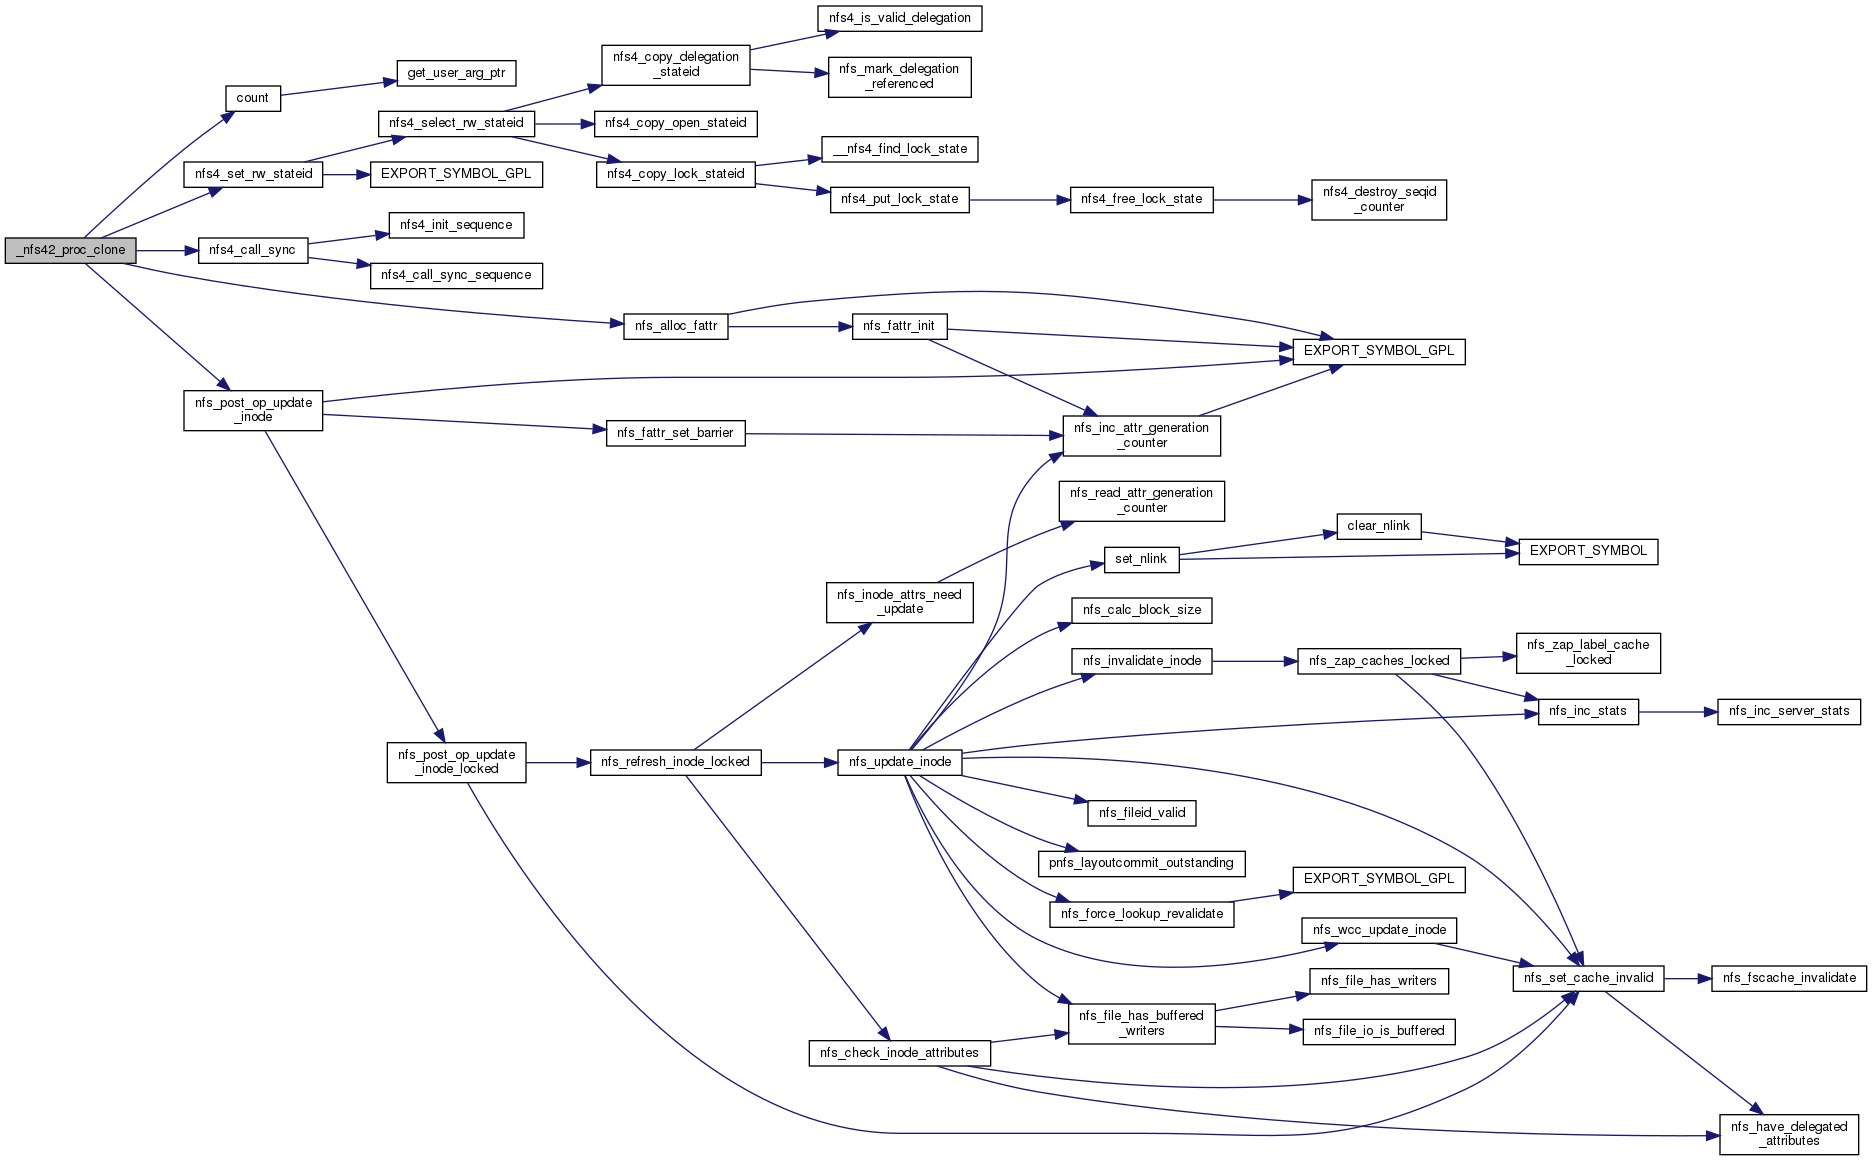 nfs4_is_valid_delegation
nfs4_copy_delegation
_stateid
nfs_mark_delegation
_referenced
get_user_arg_ptr
count
nfs4_select_rw_stateid
nfs4_copy_open_stateid
__nfs4_find_lock_state
nfs4_set_rw_stateid
EXPORT_SYMBOL_GPL
nfs4_copy_lock_stateid
nfs4_put_lock_state
nfs4_free_lock_state
nfs4_destroy_seqid
_counter
nfs4_init_sequence
_nfs42_proc_clone
nfs4_call_sync
nfs4_call_sync_sequence
nfs_alloc_fattr
nfs_fattr_init
EXPORT_SYMBOL_GPL
nfs_post_op_update
_inode
nfs_fattr_set_barrier
nfs_inc_attr_generation
_counter
nfs_read_attr_generation
_counter
clear_nlink
EXPORT_SYMBOL
set_nlink
nfs_inode_attrs_need
_update
nfs_calc_block_size
nfs_invalidate_inode
nfs_zap_caches_locked
nfs_zap_label_cache
_locked
nfs_inc_stats
nfs_inc_server_stats
nfs_post_op_update
_inode_locked
nfs_refresh_inode_locked
nfs_update_inode
nfs_fileid_valid
pnfs_layoutcommit_outstanding
EXPORT_SYMBOL_GPL
nfs_force_lookup_revalidate
nfs_wcc_update_inode
nfs_set_cache_invalid
nfs_fscache_invalidate
nfs_file_has_writers
nfs_file_has_buffered
_writers
nfs_file_io_is_buffered
nfs_check_inode_attributes
nfs_have_delegated
_attributes